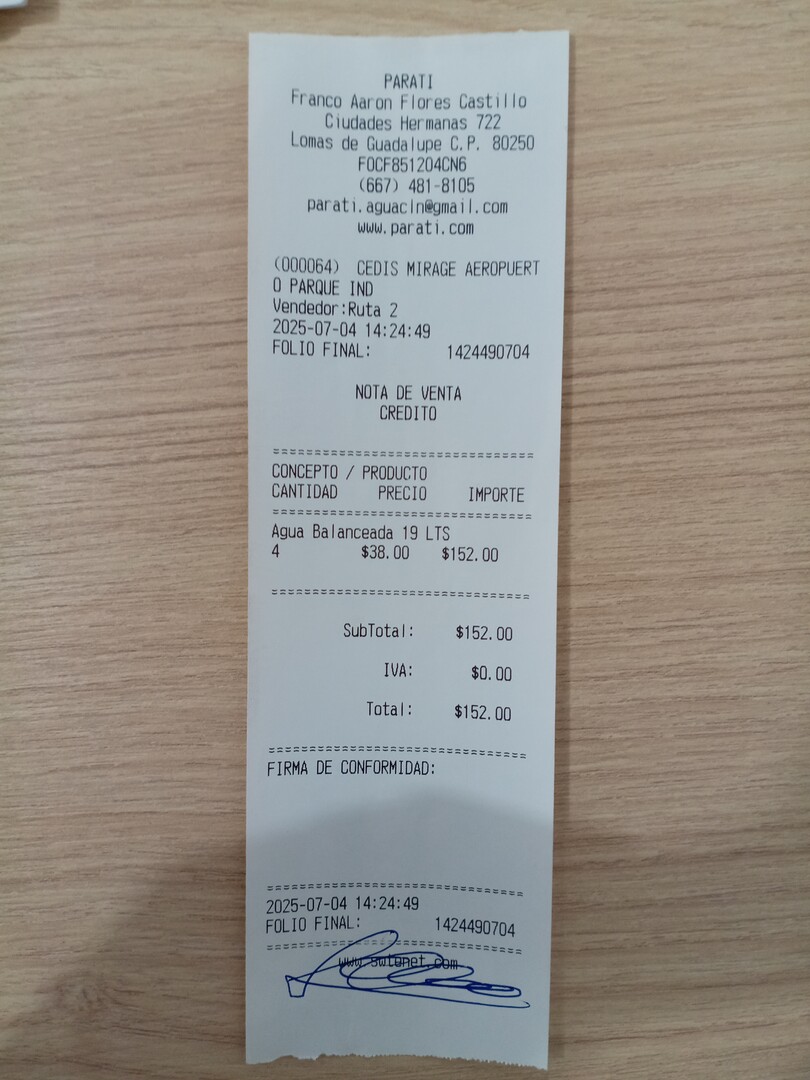 PARATI
Franco Aaron Flores Castillo
Ciudades Hermanas 722
Lomas de Guadalupe C.P. 80250
FOCF851204CN6
(667) 481-8105
parati.aguacln@gmail.com
www.parati.com
(000064) CEDIS MIRAGE AEROPUERT
O PARQUE IND
Vendedor:Ruta 2
2025-07-04 14:24:49
FOLIO FINAL: 1424490704
NOTA DE VENTA
CREDITO
==================================
CONCEPTO / PRODUCTO
CANTIDAD PRECIO IMPORTE
==================================
Agua Balanceada 19 LTS
4 $38.00 $152.00
==================================
SubTotal: $152.00
IVA: $0.00
Total: $152.00
==================================
FIRMA DE CONFORMIDAD:
==================================
2025-07-04 14:24:49
FOLIO FINAL: 1424490704
==================================